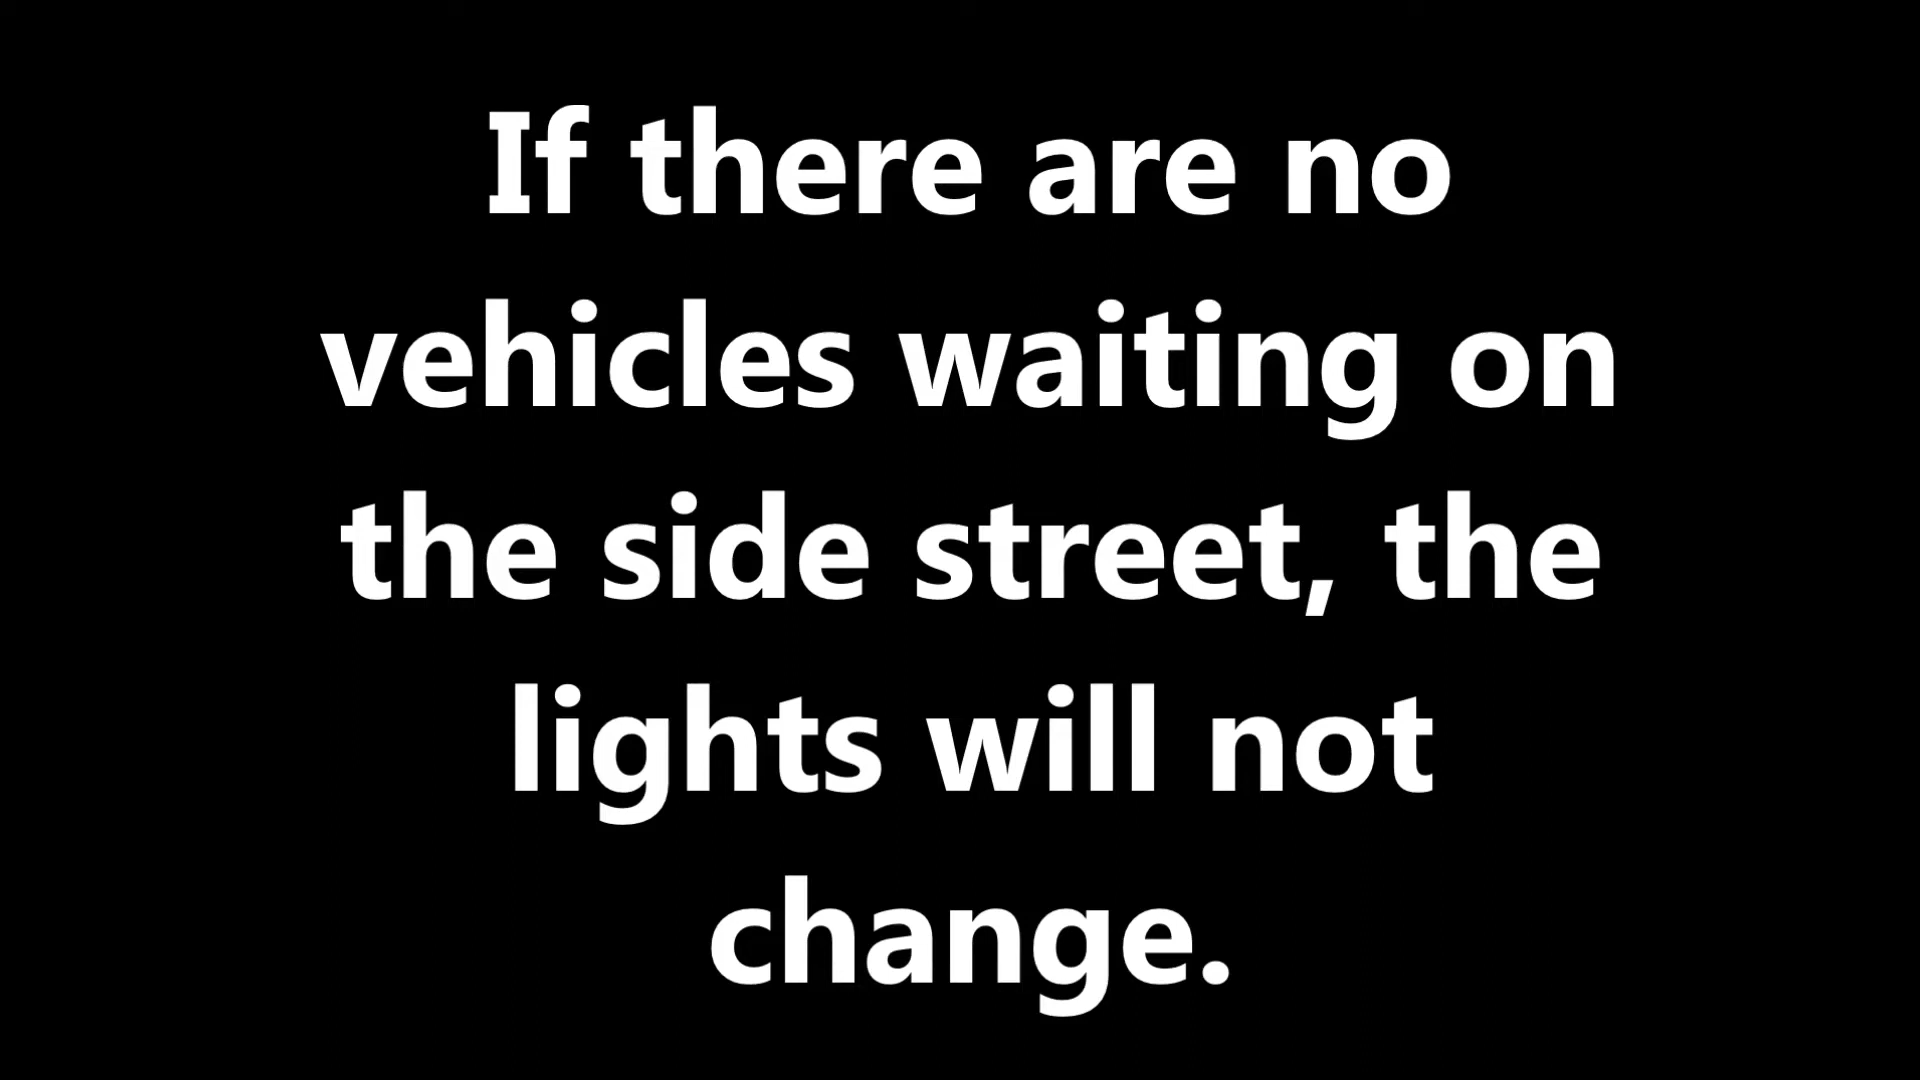 If there are no
vehicles waiting on
the side street, the
lights will not
change.